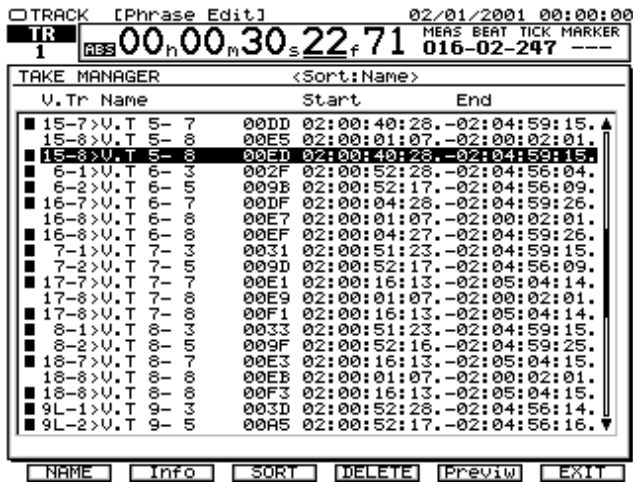 TRACK [Phrase Edit] 02/01/2001 00:00:00
TR 1 ABS 00h00m30s22f71 MEAS BEAT TICK MARKER
016-02-247 ---
TAKE MANAGER <Sort:Name>
V.Tr Name Start End
15-7>V.T 5- 7 00DD 02:00:40:28.-02:04:59:15.
15-8>V.T 5- 8 00E5 02:00:01:07.-02:00:02:01.
15-8>V.T 5- 8 00ED 02:00:40:28.-02:04:59:15.
6-1>V.T 6- 3 002F 02:00:52:28.-02:04:56:04.
6-2>V.T 6- 5 009B 02:00:52:17.-02:04:56:09.
16-7>V.T 6- 7 00DF 02:00:04:28.-02:04:59:26.
16-8>V.T 6- 8 00E7 02:00:01:07.-02:00:02:01.
16-8>V.T 6- 8 00EF 02:00:04:27.-02:04:59:26.
7-1>V.T 7- 3 0031 02:00:51:23.-02:04:59:15.
7-2>V.T 7- 5 009D 02:00:52:17.-02:04:56:09.
17-7>V.T 7- 7 00E1 02:00:16:13.-02:05:04:14.
17-8>V.T 7- 8 00E9 02:00:01:07.-02:00:02:01.
17-8>V.T 7- 8 00F1 02:00:16:13.-02:05:04:14.
8-1>V.T 8- 3 0033 02:00:51:23.-02:04:59:15.
8-2>V.T 8- 5 009F 02:00:52:16.-02:04:59:25.
18-7>V.T 8- 7 00E3 02:00:16:13.-02:05:04:15.
18-8>V.T 8- 8 00EB 02:00:01:07.-02:00:02:01.
18-8>V.T 8- 8 00F3 02:00:16:13.-02:05:04:15.
9L-1>V.T 9- 3 003D 02:00:52:28.-02:04:56:14.
9L-2>V.T 9- 5 00A5 02:00:52:17.-02:04:56:16.
NAME Info SORT DELETE Previw EXIT